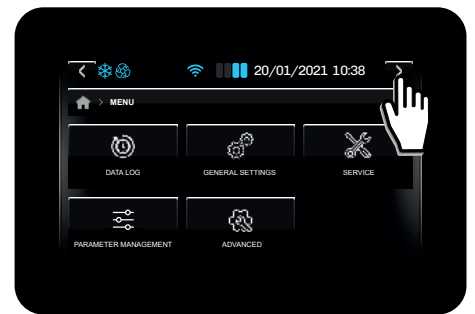 20/01/2021 10:38
> MENU
DATA LOG
GENERAL SETTINGS
SERVICE
PARAMETER MANAGEMENT
ADVANCED